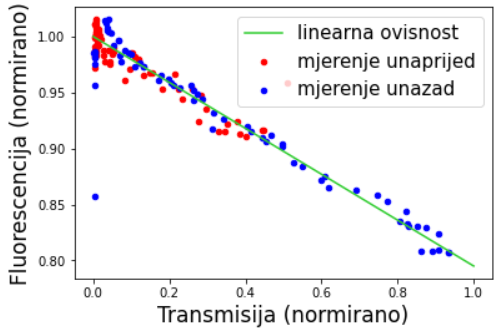 linearna ovisnost
mjerenje unaprijed
mjerenje unazad
Fluorescencija (normirano)
1.00
0.95
0.90
0.85
0.80
0.0 0.2 0.4 0.6 0.8 1.0
Transmisija (normirano)